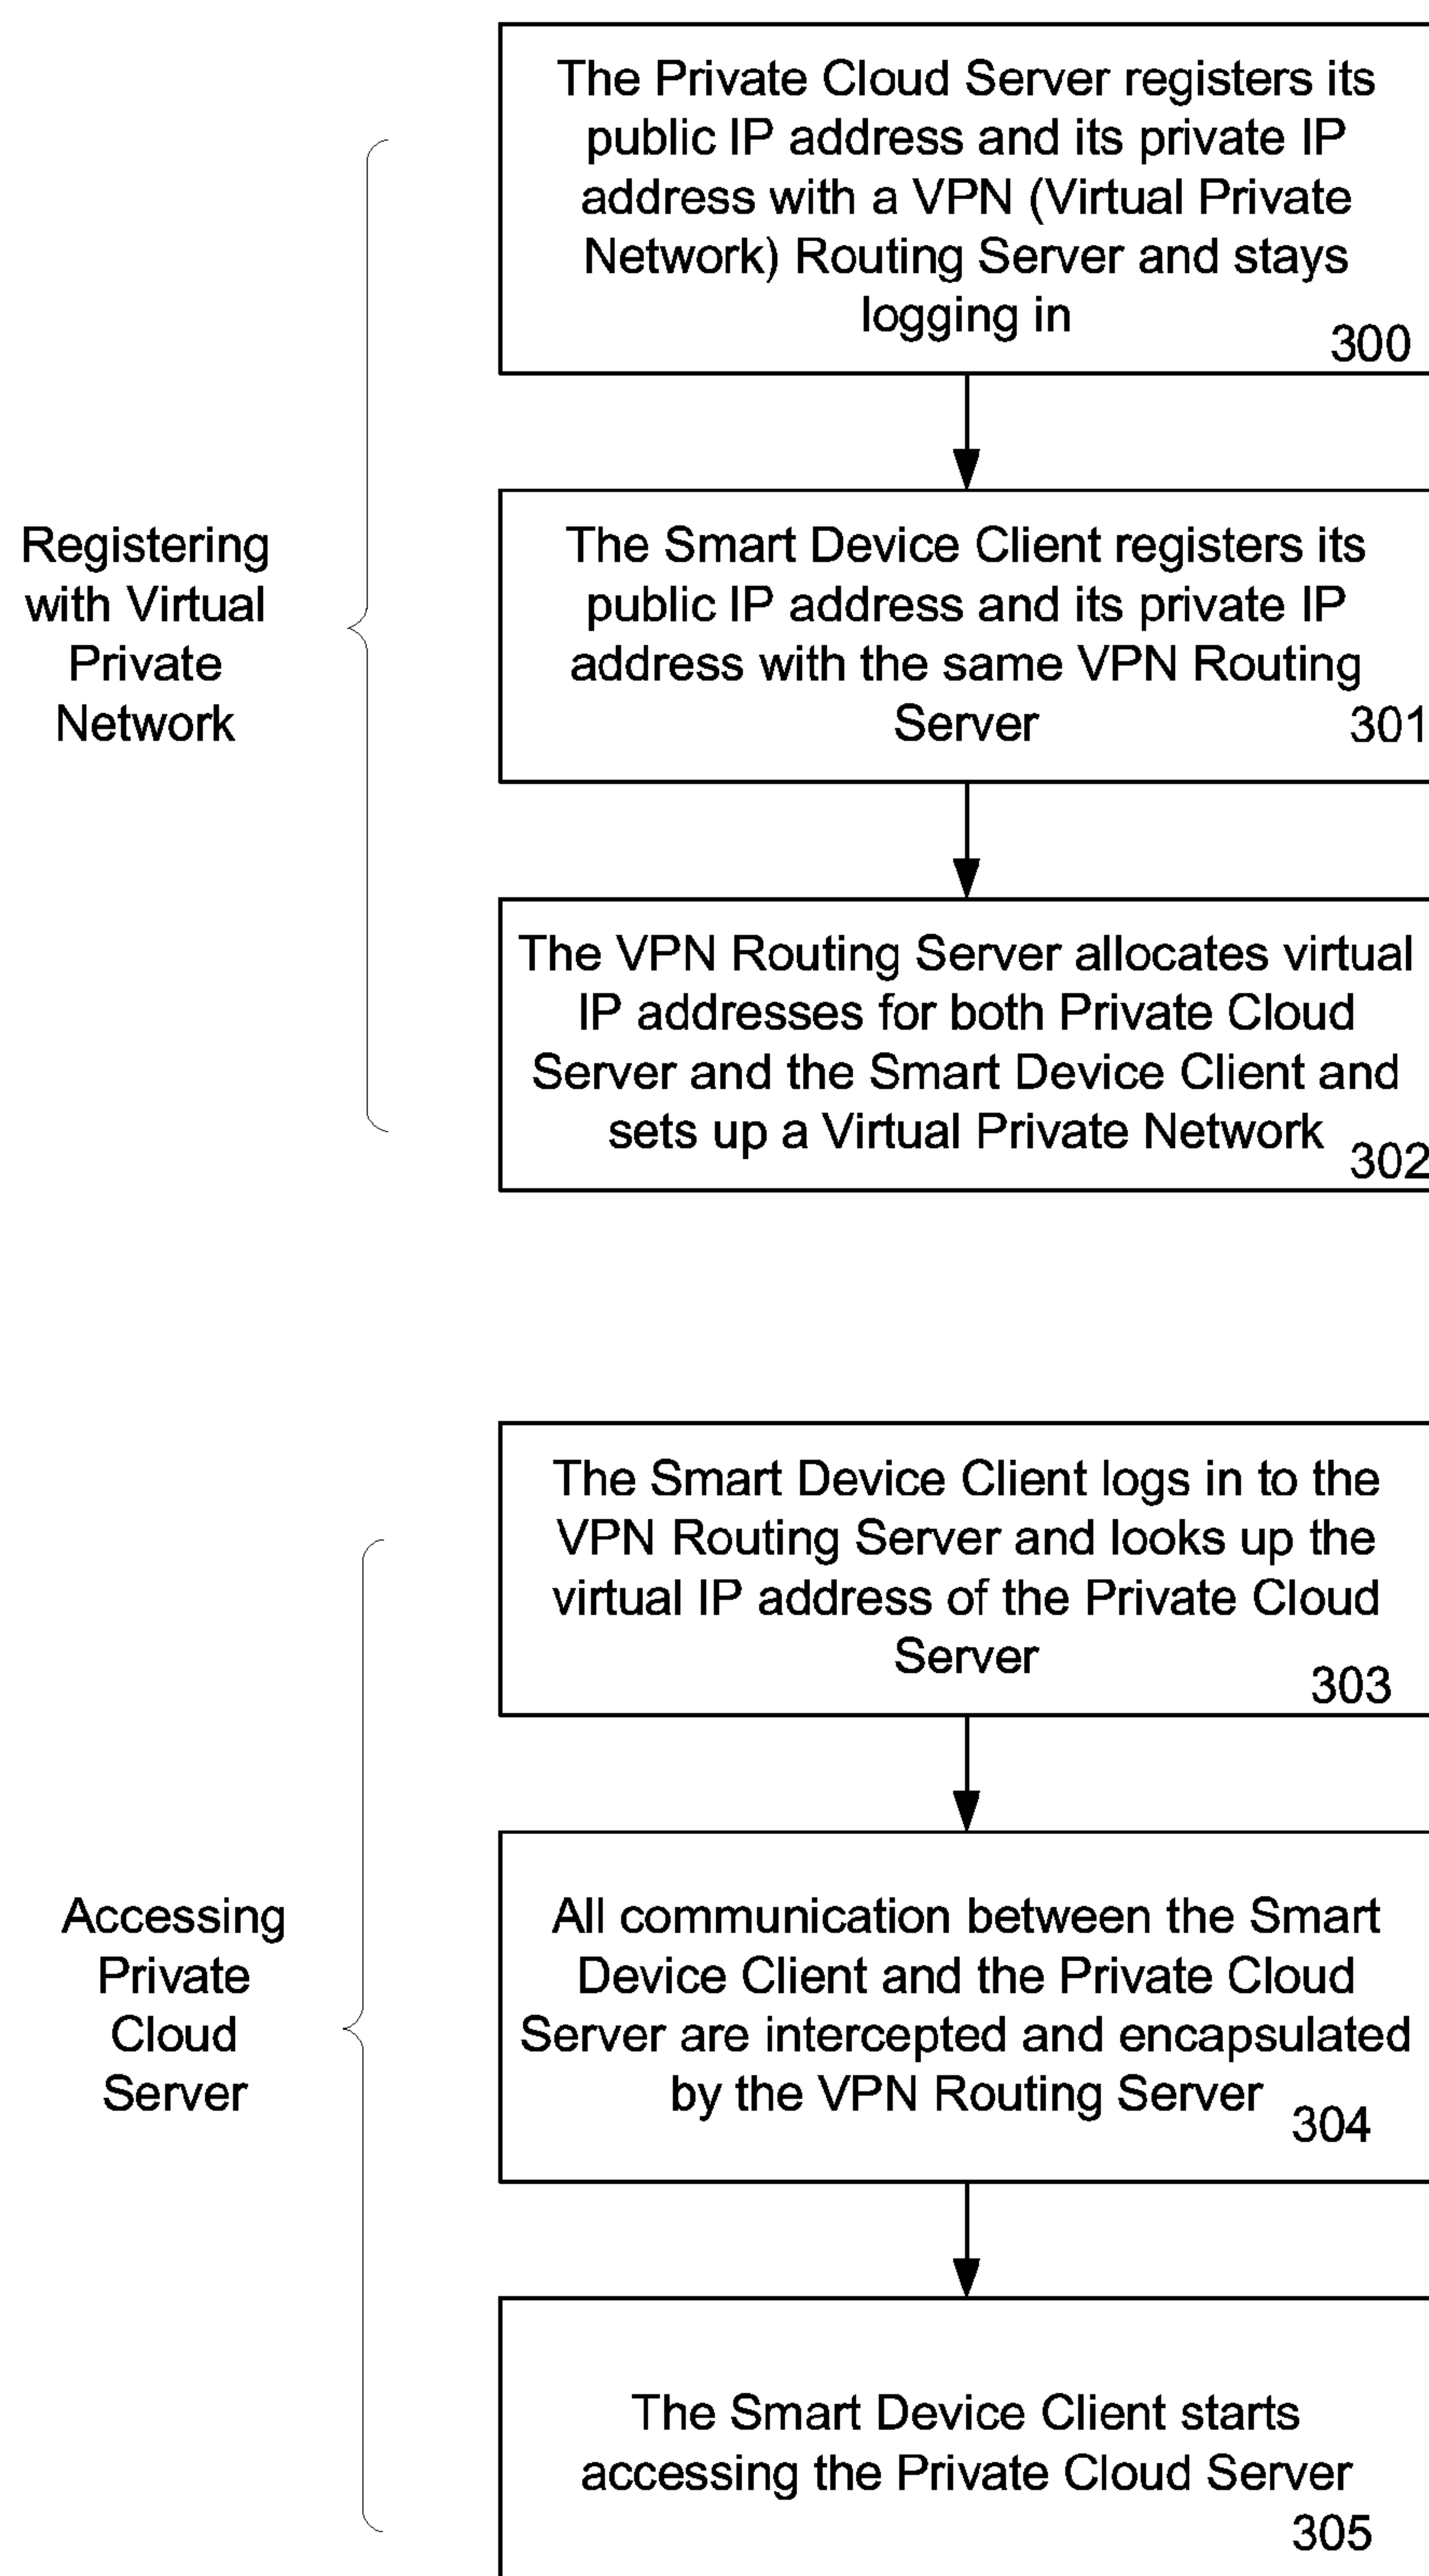 The Private Cloud Server registers its
public IP address and its private IP
address with a VPN (Virtual Private
Network) Routing Server and stays
logging in
300
Registering
with Virtual
Private
Network
The Smart Device Client registers its
public IP address and its private IP
address with the same VPN Routing
Server
301
The VPN Routing Server allocates virtual
IP addresses for both Private Cloud
Server and the Smart Device Client and
sets up a Virtual Private Network
302
The Smart Device Client logs in to the
VPN Routing Server and looks up the
virtual IP address of the Private Cloud
Server
303
Accessing
Private
Cloud
Server
All communication between the Smart
Device Client and the Private Cloud
Server are intercepted and encapsulated
by the VPN Routing Server
304
The Smart Device Client starts
accessing the Private Cloud Server
305